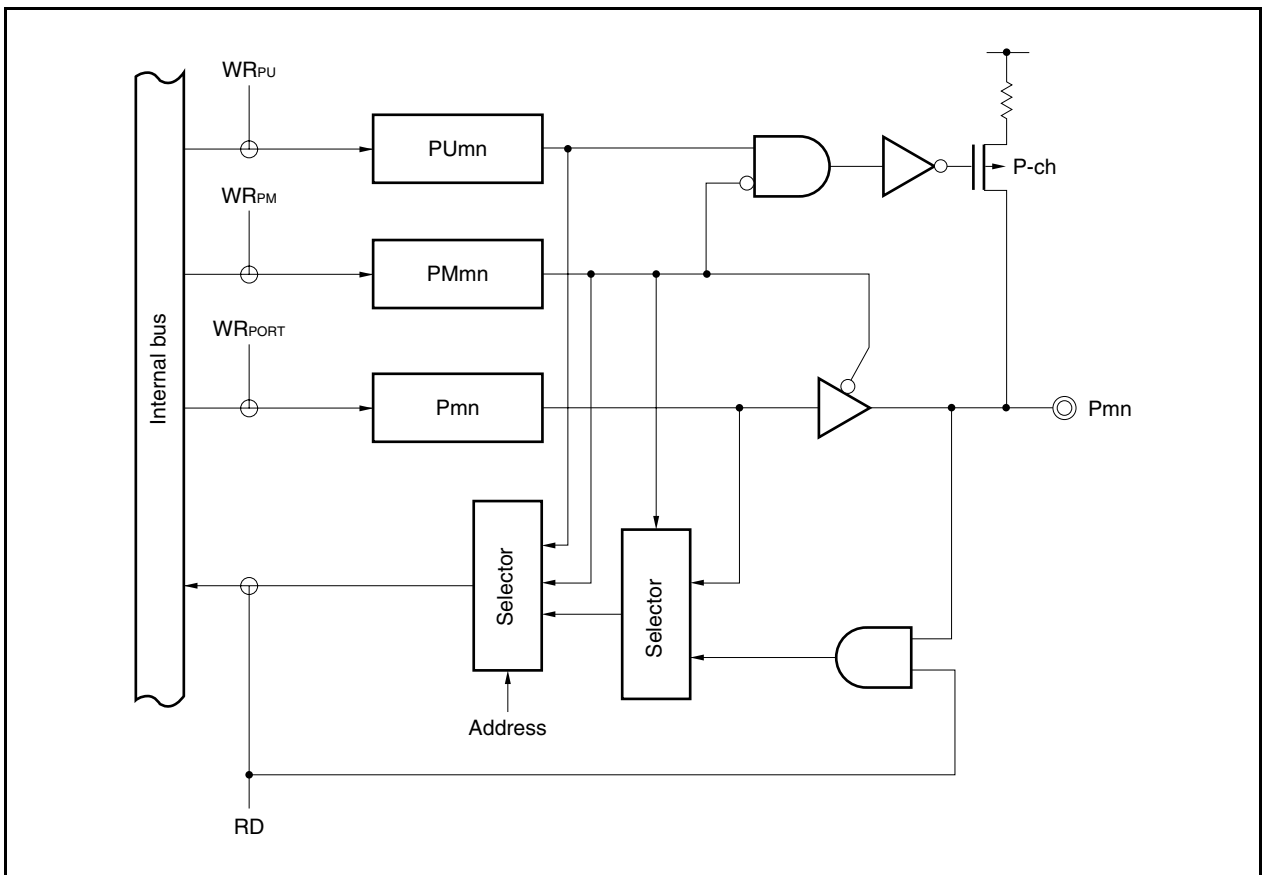 WRPU
PUmn
P-ch
WRPM
PMmn
WRPORT
Internal bus
Pmn
Pmn
Selector
Selector
Address
RD